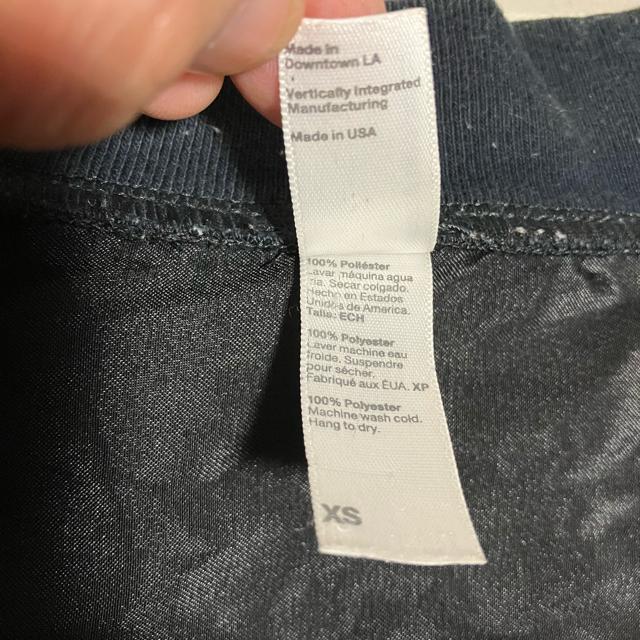 Made in
Downtown LA
Vertically Integrated
Manufacturing
Made in USA
100% Poliéster
Lavar máquina agua
fria. Secar colgado.
Hecho en Estados
Unidos de America.
Talla: ECH
100% Polyester
Laver machine eau
froide. Suspendre
pour sécher.
Fabriqué aux ÉUA. XP
100% Polyester
Machine wash cold.
Hang to dry.
XS